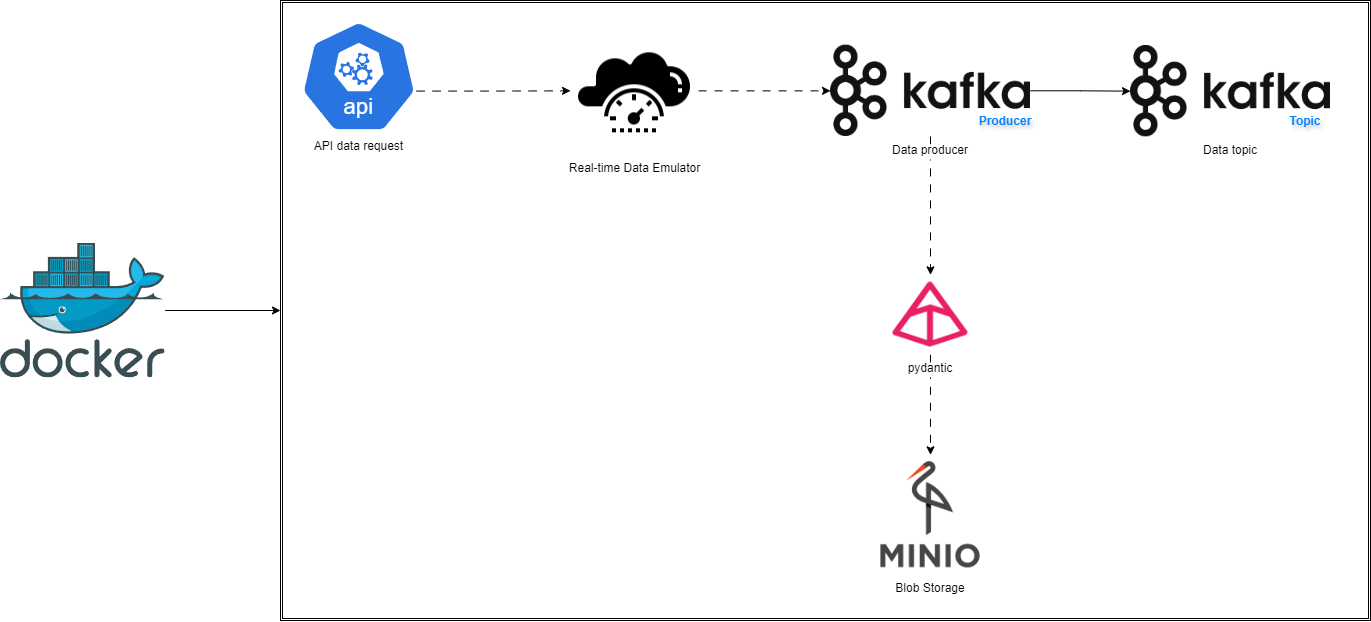 api
API data request
Real-time Data Emulator
kafka
Producer
Data producer
kafka
Topic
Data topic
docker
pydantic
MINIO
Blob Storage